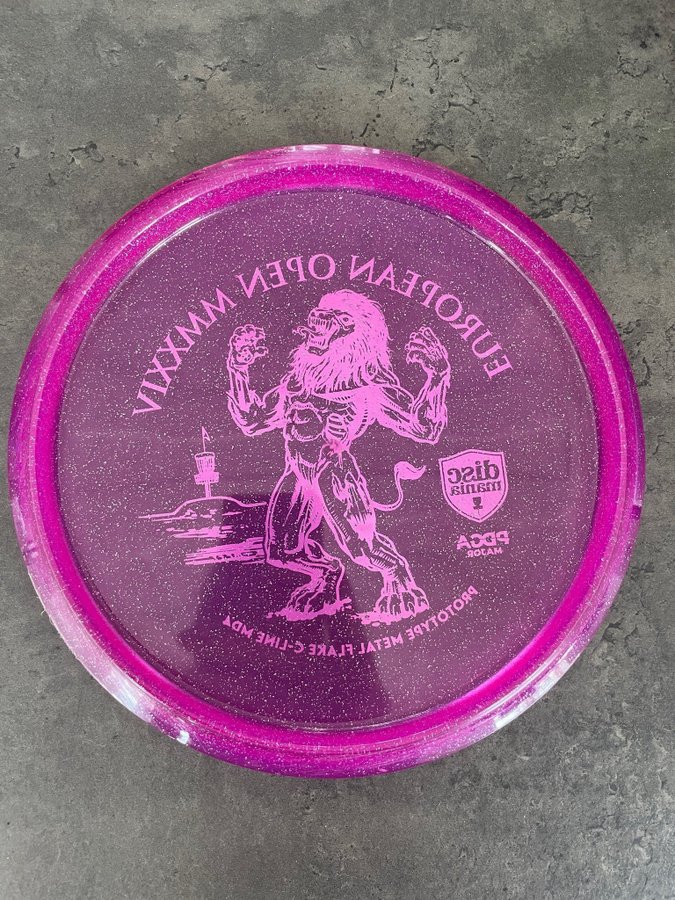 EUROPEAN OPEN MMXXIV
disc
mania
PDGA
MAJOR
PROTOTYPE METAL FLAKE C-LINE MD4